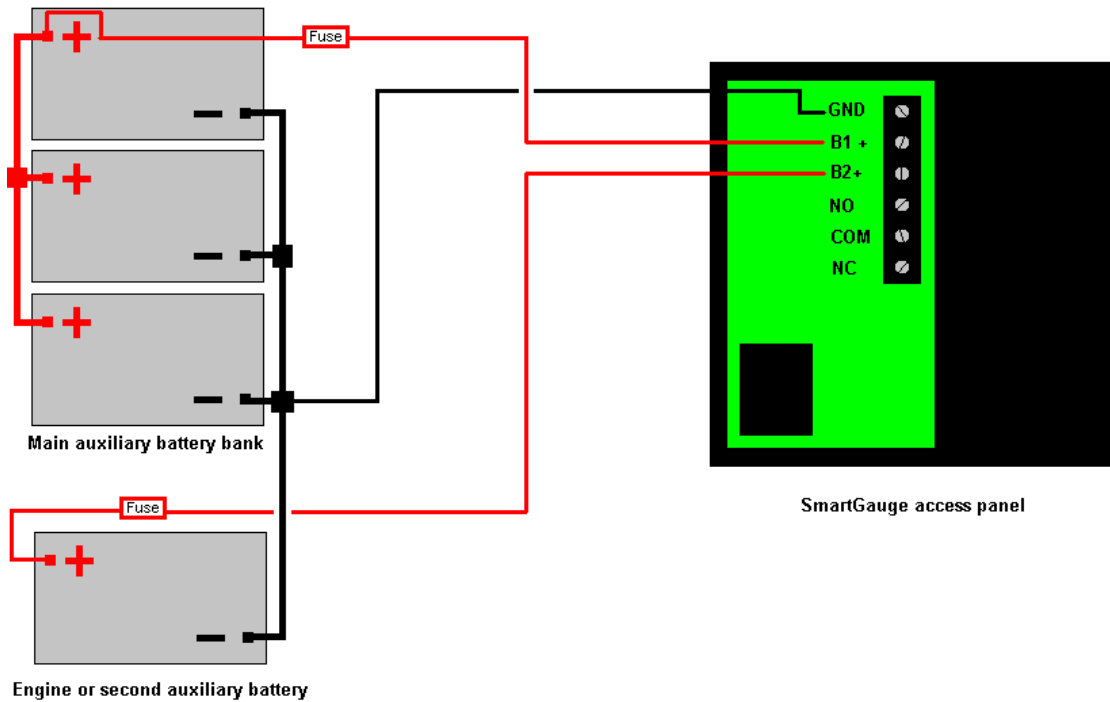 +
Fuse
−
GND
B1 +
B2+
NO
COM
NC
+
−
+
−
Main auxiliary battery bank
SmartGauge access panel
Fuse
+
−
Engine or second auxiliary battery